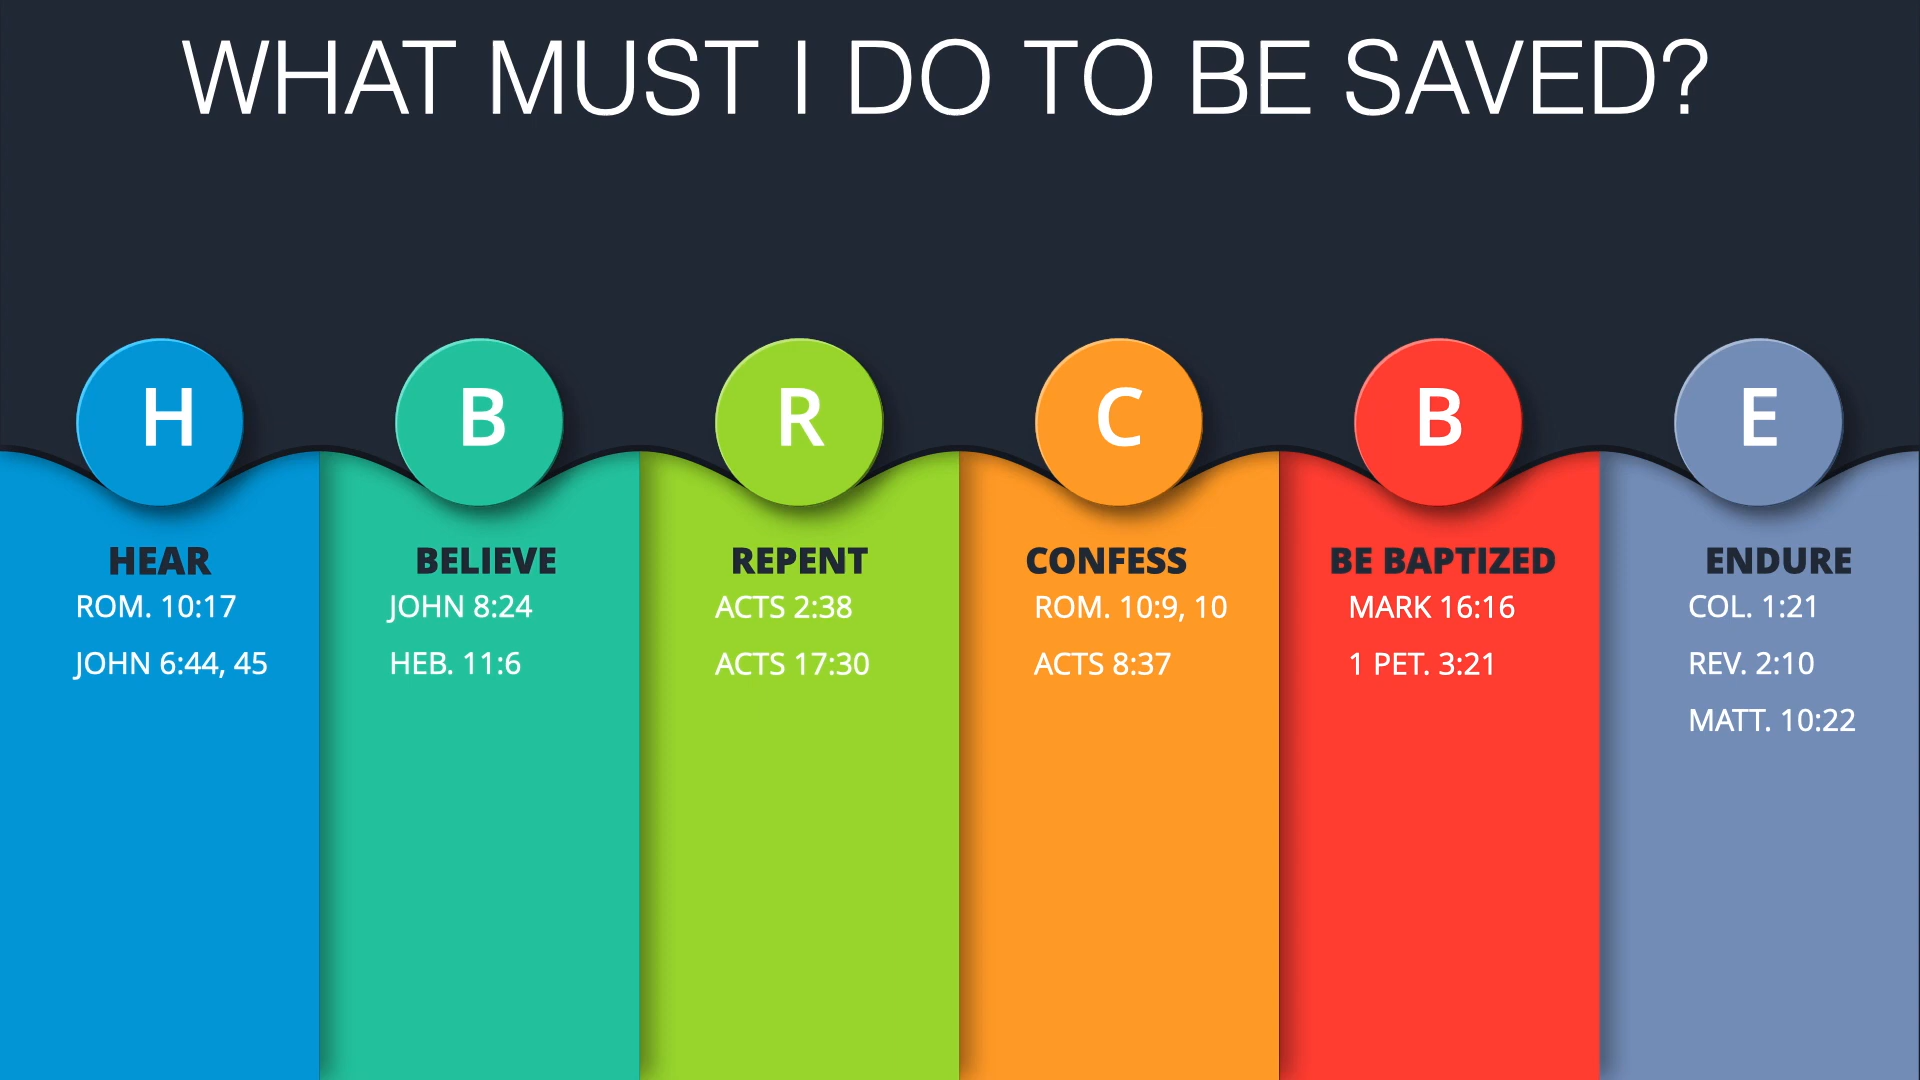 WHAT MUST I DO TO BE SAVED?
H
HEAR
ROM. 10:17
JOHN 6:44, 45
B
BELIEVE
JOHN 8:24
HEB. 11:6
R
REPENT
ACTS 2:38
ACTS 17:30
C
CONFESS
ROM. 10:9, 10
ACTS 8:37
B
BE BAPTIZED
MARK 16:16
1 PET. 3:21
E
ENDURE
COL. 1:21
REV. 2:10
MATT. 10:22